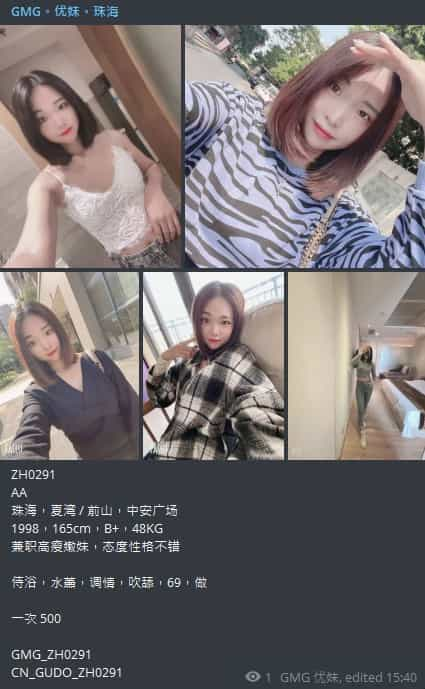 GMG • 优妹 • 珠海
ZH0291
AA
珠海，夏湾 / 前山，中安广场
1998，165cm，B+，48KG
兼职高瘦嫩妹，态度性格不错
侍浴，水藩，调情，吹舔，69，做
一次 500
GMG_ZH0291
CN_GUDO_ZH0291
1 GMG 优妹, edited 15:40